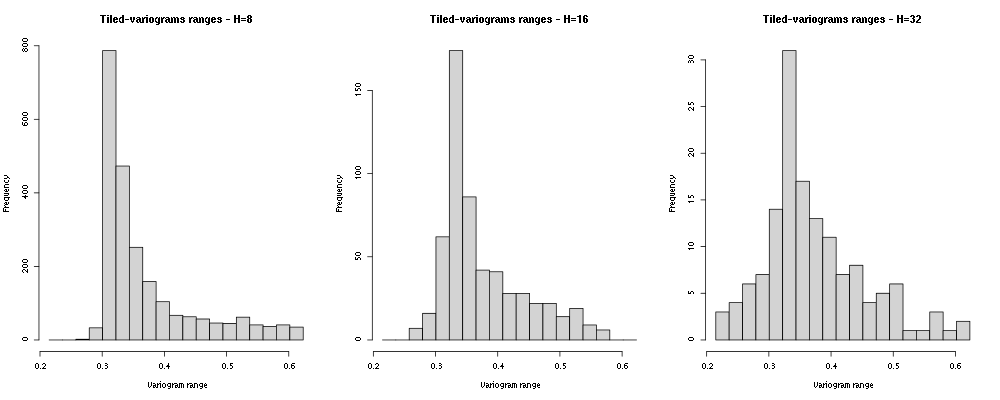 Tiled-variograms ranges - H=8
Frequency
800
600
400
200
0
0.2 0.3 0.4 0.5 0.6
Variogram range
Tiled-variograms ranges - H=16
Frequency
150
100
50
0
0.2 0.3 0.4 0.5 0.6
Variogram range
Tiled-variograms ranges - H=32
Frequency
30
25
20
15
10
5
0
0.2 0.3 0.4 0.5 0.6
Variogram range